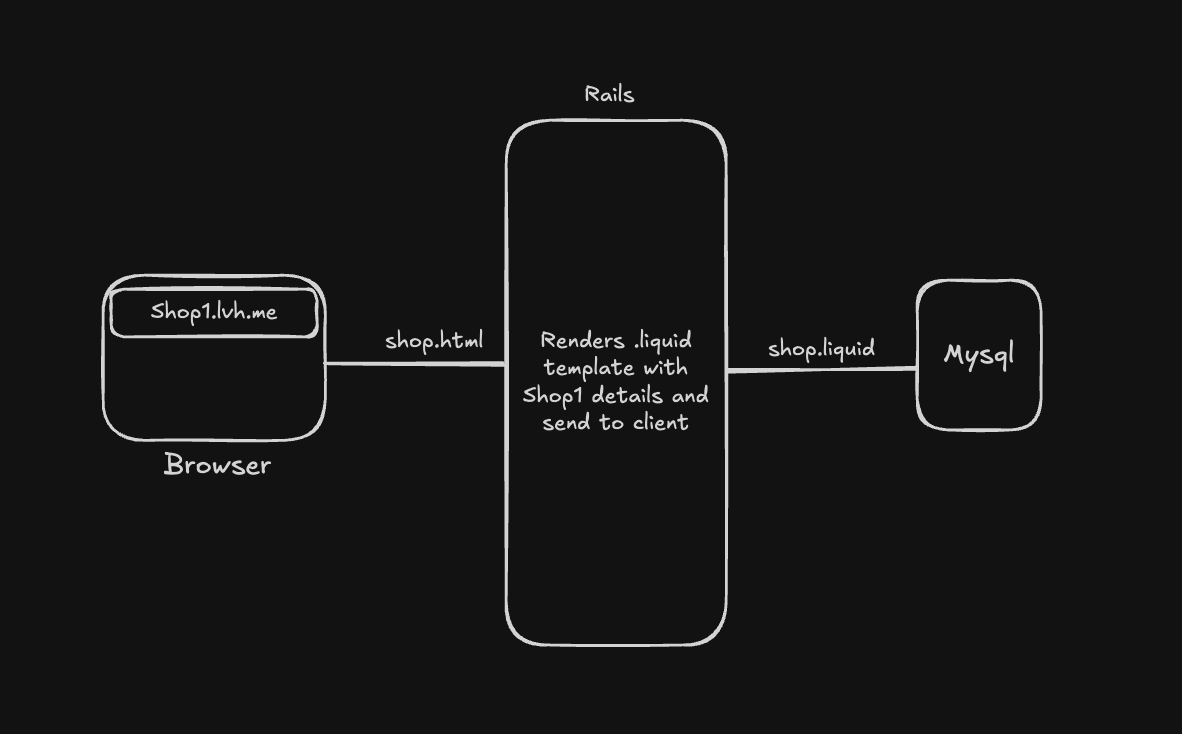 Rails
Shop1.lvh.me
shop.html
Renders .liquid
template with
Shop1 details and
send to client
shop.liquid
Mysql
Browser